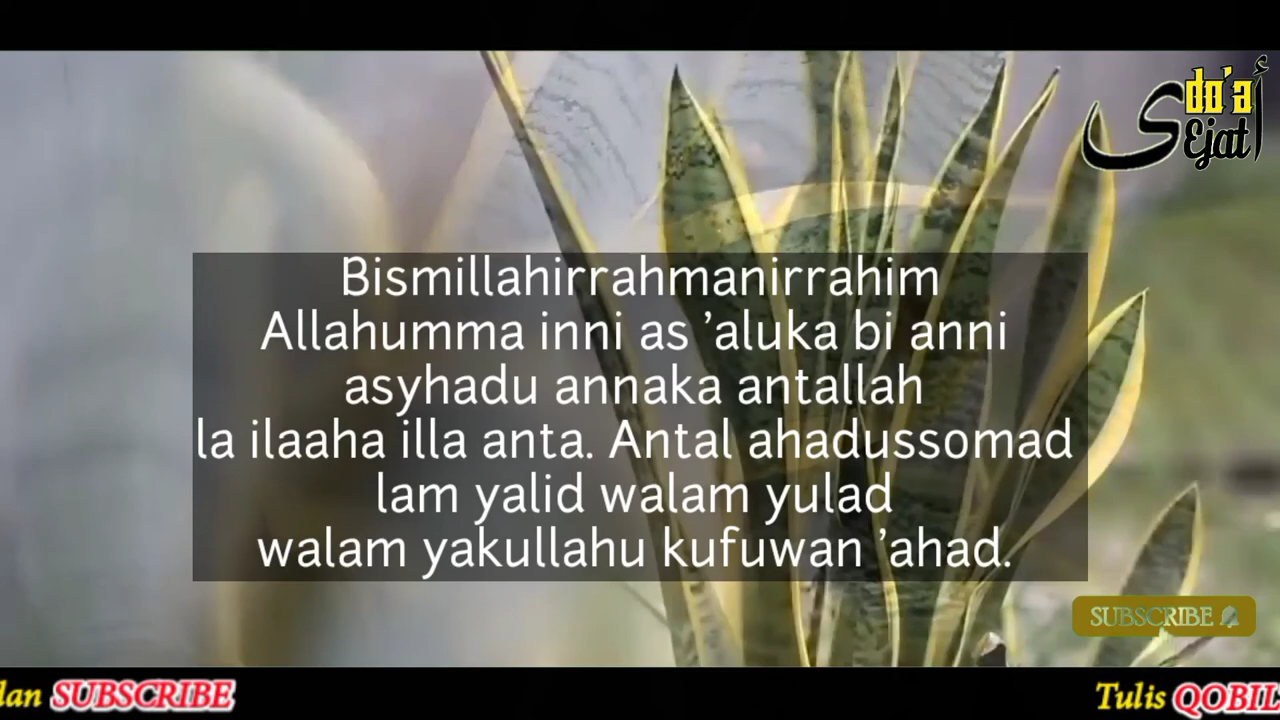 do'a
أ ى
Ejat
Bismillahirrahmanirrahim
Allahumma inni as ’aluka bi anni
asyhadu annaka antallah
la ilaaha illa anta. Antal ahadussomad
lam yalid walam yulad
walam yakullahu kufuwan ’ahad.
SUBSCRIBE
dan SUBSCRIBE
Tulis QOBIL